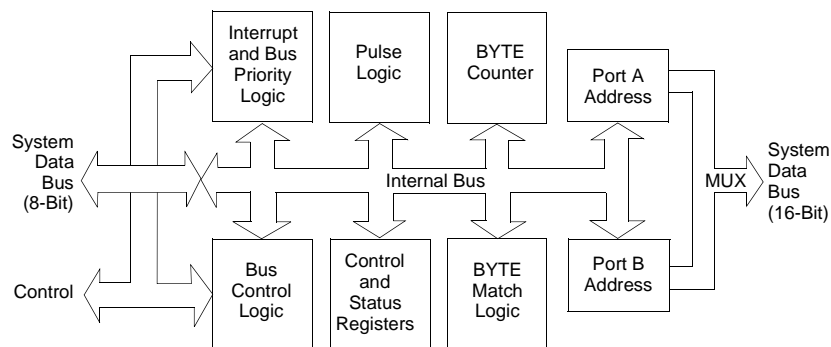 Interrupt
and Bus
Priority
Logic
Pulse
Logic
BYTE
Counter
Port A
Address
System
Data
Bus
(8-Bit)
Internal Bus
MUX
System
Data
Bus
(16-Bit)
Control
Bus
Control
Logic
Control
and
Status
Registers
BYTE
Match
Logic
Port B
Address